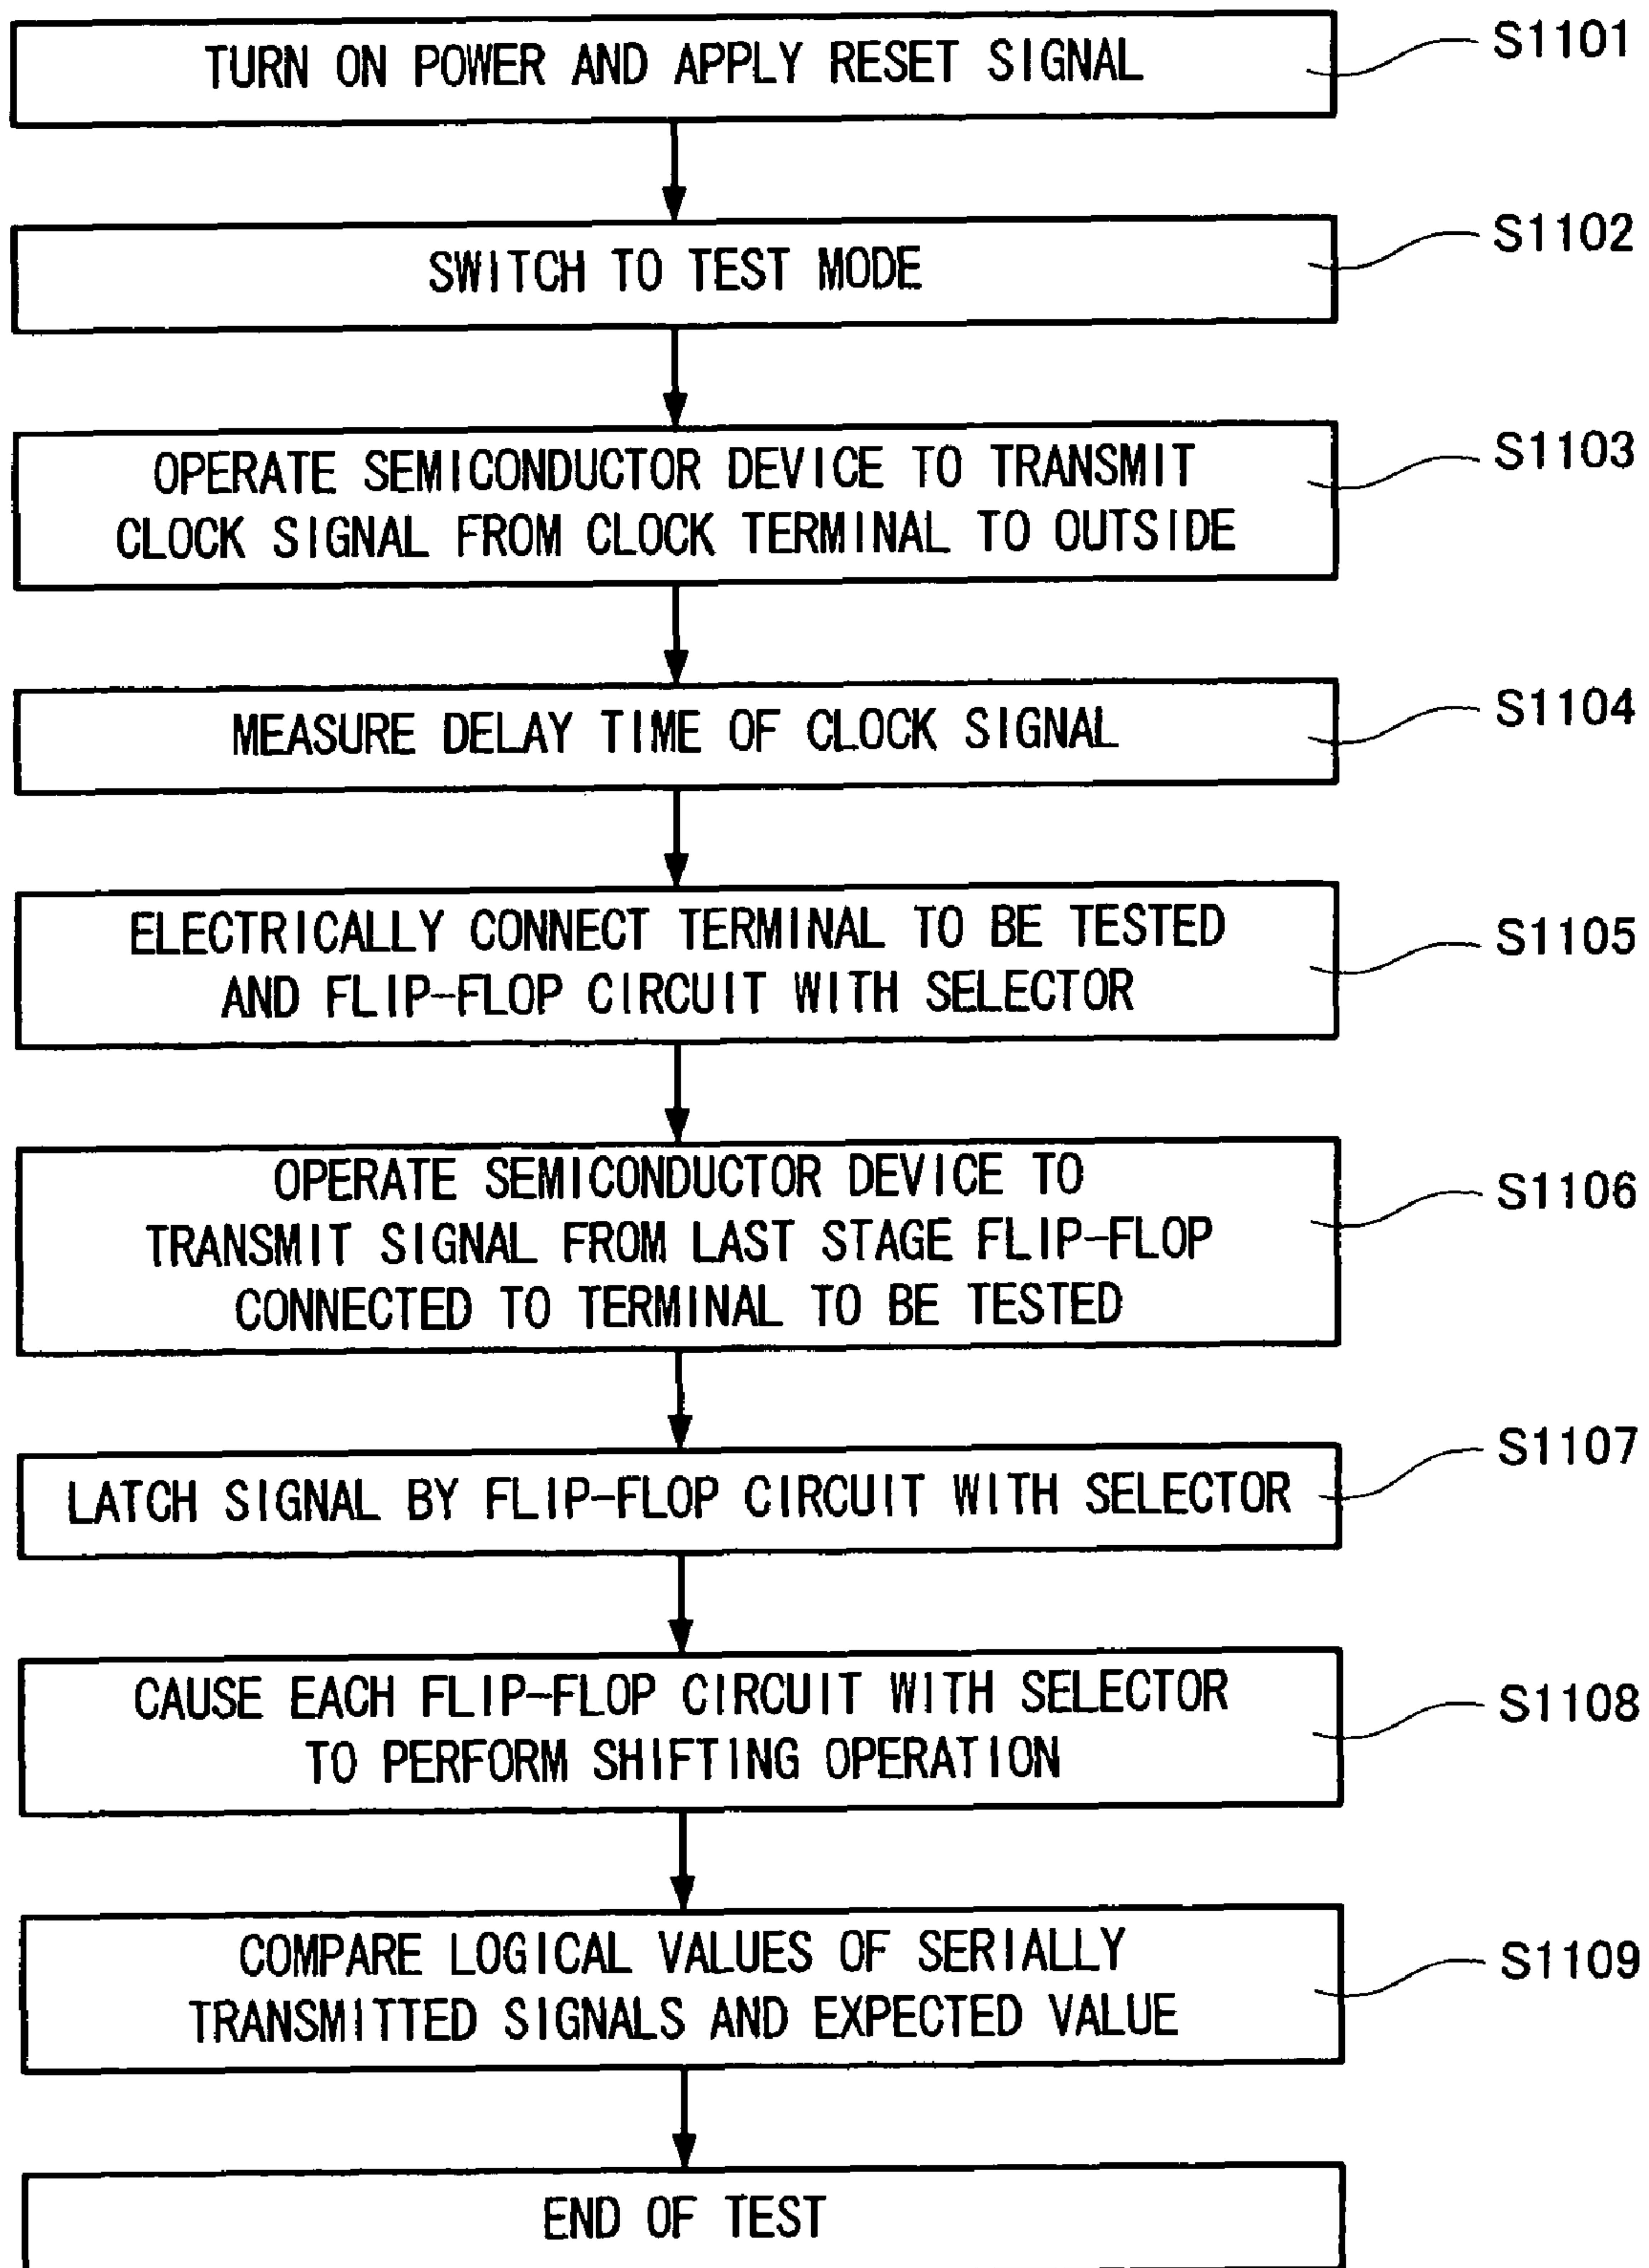 TURN ON POWER AND APPLY RESET SIGNAL
S1101
SWITCH TO TEST MODE
S1102
OPERATE SEMICONDUCTOR DEVICE TO TRANSMIT
CLOCK SIGNAL FROM CLOCK TERMINAL TO OUTSIDE
S1103
MEASURE DELAY TIME OF CLOCK SIGNAL
S1104
ELECTRICALLY CONNECT TERMINAL TO BE TESTED
AND FLIP-FLOP CIRCUIT WITH SELECTOR
S1105
OPERATE SEMICONDUCTOR DEVICE TO
TRANSMIT SIGNAL FROM LAST STAGE FLIP-FLOP
CONNECTED TO TERMINAL TO BE TESTED
S1106
LATCH SIGNAL BY FLIP-FLOP CIRCUIT WITH SELECTOR
S1107
CAUSE EACH FLIP-FLOP CIRCUIT WITH SELECTOR
TO PERFORM SHIFTING OPERATION
S1108
COMPARE LOGICAL VALUES OF SERIALLY
TRANSMITTED SIGNALS AND EXPECTED VALUE
S1109
END OF TEST